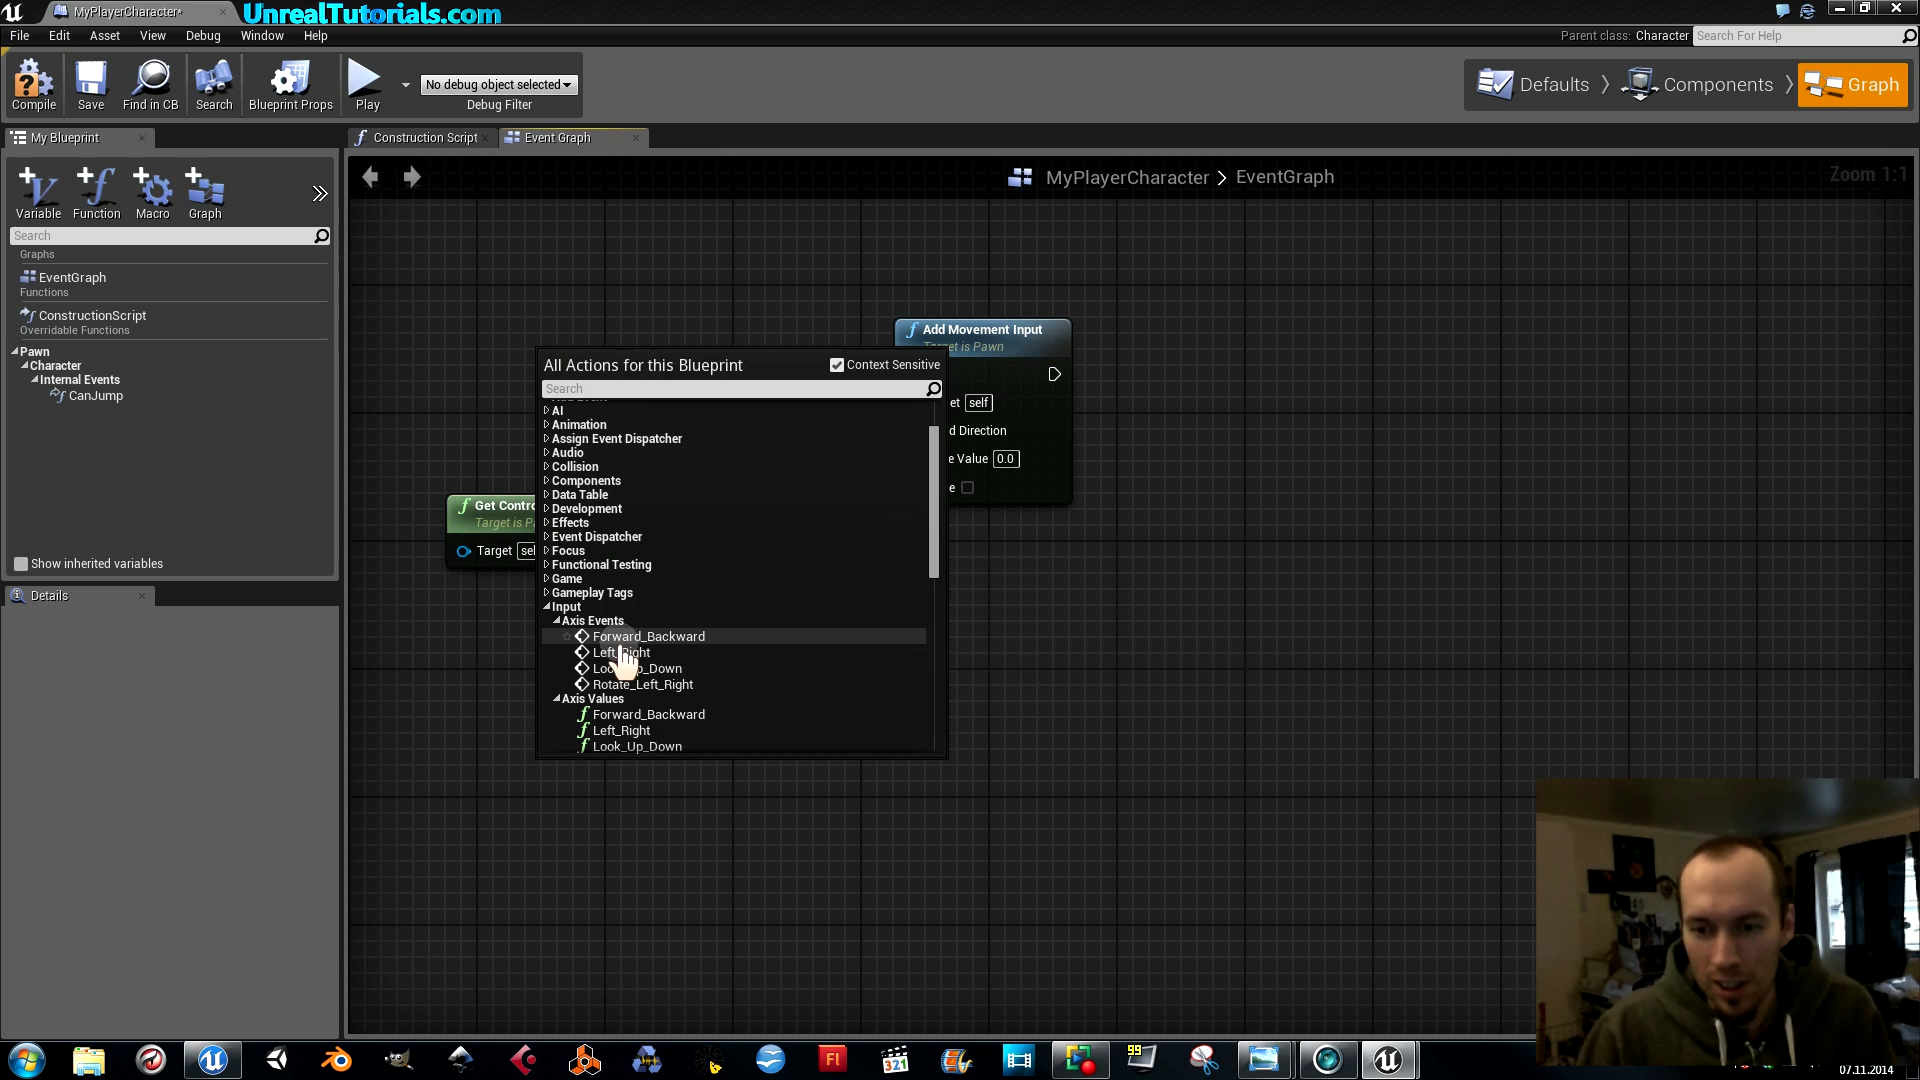 MyPlayerCharacter*
UnrealTutorials.com
File Edit Asset View Debug Window Help
Parent class: Character
Search For Help
Compile
Save
Find in CB
Search
Blueprint Props
Play
No debug object selected
Debug Filter
Defaults
Components
Graph
My Blueprint
Construction Script
Event Graph
Variable
Function
Macro
Graph
MyPlayerCharacter > EventGraph
Zoom 1:1
Search
Graphs
EventGraph
Functions
ConstructionScript
Overridable Functions
Pawn
Character
Internal Events
CanJump
Show inherited variables
Details
Add Movement Input
Target is Pawn
self
Direction
Value 0.0
Target
All Actions for this Blueprint
Context Sensitive
Search
AI
Animation
Assign Event Dispatcher
Audio
Collision
Components
Data Table
Development
Effects
Event Dispatcher
Focus
Functional Testing
Game
Gameplay Tags
Input
Axis Events
Forward_Backward
Left_Right
Look_Up_Down
Rotate_Left_Right
Axis Values
Forward_Backward
Left_Right
Look_Up_Down
Fl
321
99
07.11.2014